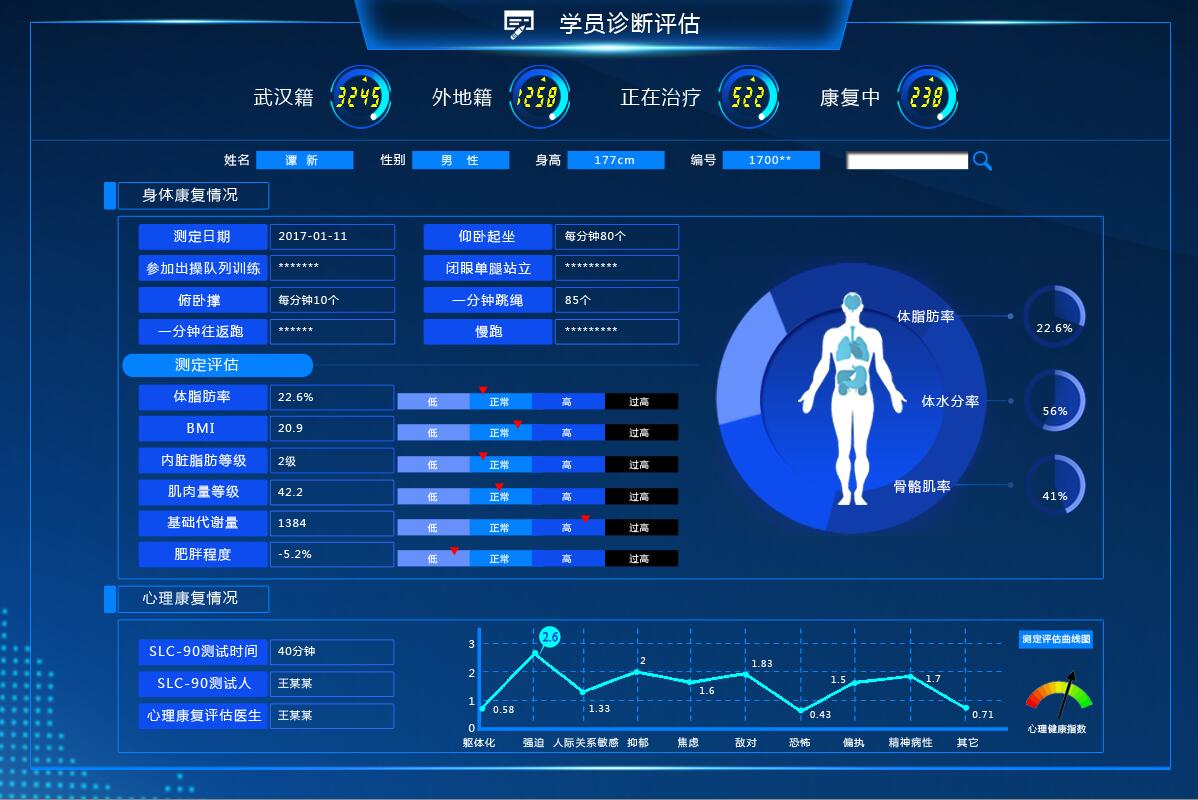 学员诊断评估
武汉籍 3245 外地籍 1258 正在治疗 522 康复中 238
姓名 谭 新 性别 男 性 身高 177cm 编号 1700**
身体康复情况
测定日期 2017-01-11 仰卧起坐 每分钟80个
参加出操队列训练 ******* 闭眼单腿站立 *********
俯卧撑 每分钟10个 一分钟跳绳 85个
一分钟往返跑 ****** 慢跑 *********
测定评估
体脂肪率 22.6% 低 正常 高 过高
BMI 20.9 低 正常 高 过高
内脏脂肪等级 2级 低 正常 高 过高
肌肉量等级 42.2 低 正常 高 过高
基础代谢量 1384 低 正常 高 过高
肥胖程度 -5.2% 低 正常 高 过高
体脂肪率 22.6%
体水分率 56%
骨骼肌率 41%
心理康复情况
SLC-90测试时间 40分钟
SLC-90测试人 王某某
心理康复评估医生 王某某
3
2
1
0
0.58 2.6 1.33 2 1.6 1.83 0.43 1.5 1.7 0.71
躯体化 强迫 人际关系敏感 抑郁 焦虑 敌对 恐怖 偏执 精神病性 其它
测定评估曲线图
心理健康指数